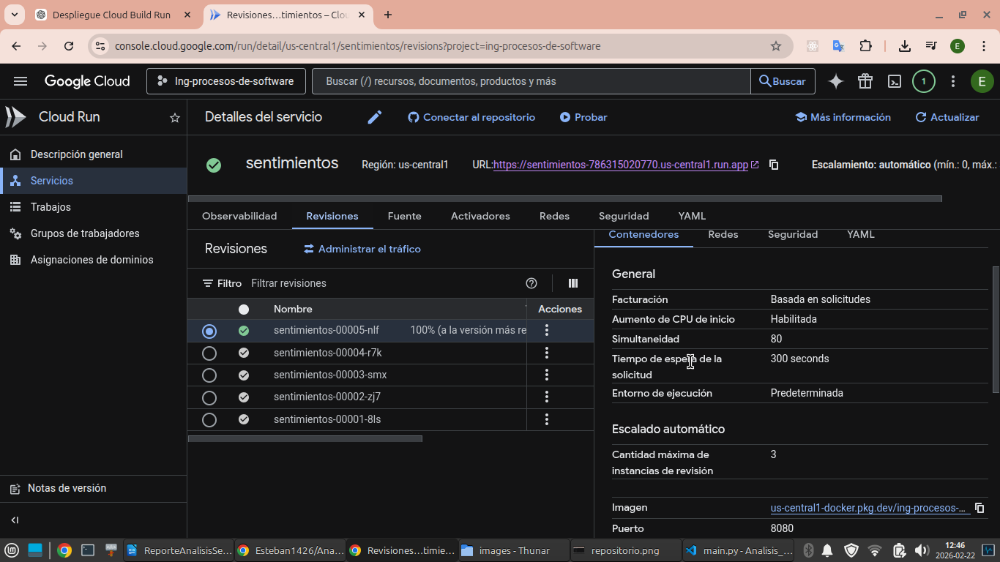 Despliegue Cloud Build Run
Revisiones…timientos – Clou
console.cloud.google.com/run/detail/us-central1/sentimientos/revisions?project=ing-procesos-de-software
E
Google Cloud
Ing-procesos-de-software
Buscar (/) recursos, documentos, productos y más
Buscar
1
E
Cloud Run
Detalles del servicio
Conectar al repositorio
Probar
Más información
Actualizar
Descripción general
Servicios
Trabajos
Grupos de trabajadores
Asignaciones de dominios
Notas de versión
sentimientos
Región: us-central1
URL:https://sentimientos-786315020770.us-central1.run.app
Escalamiento: automático (mín.: 0, máx.:
Observabilidad
Revisiones
Fuente
Activadores
Redes
Seguridad
YAML
Revisiones
Administrar el tráfico
Filtro
Filtrar revisiones
Nombre
Acciones
sentimientos-00005-nlf 100% (a la versión más re
sentimientos-00004-r7k
sentimientos-00003-smx
sentimientos-00002-zj7
sentimientos-00001-8ls
Contenedores
Redes
Seguridad
YAML
General
Facturación Basada en solicitudes
Aumento de CPU de inicio Habilitada
Simultaneidad 80
Tiempo de espera de la 300 seconds
solicitud
Entorno de ejecución Predeterminada
Escalado automático
Cantidad máxima de 3
instancias de revisión
Imagen us-central1-docker.pkg.dev/ing-procesos-…
Puerto 8080
ReporteAnalisisSe...
Esteban1426/Ana...
Revisiones…timie...
images - Thunar
repositorio.png
main.py - Analisis_...
12:46
2026-02-22